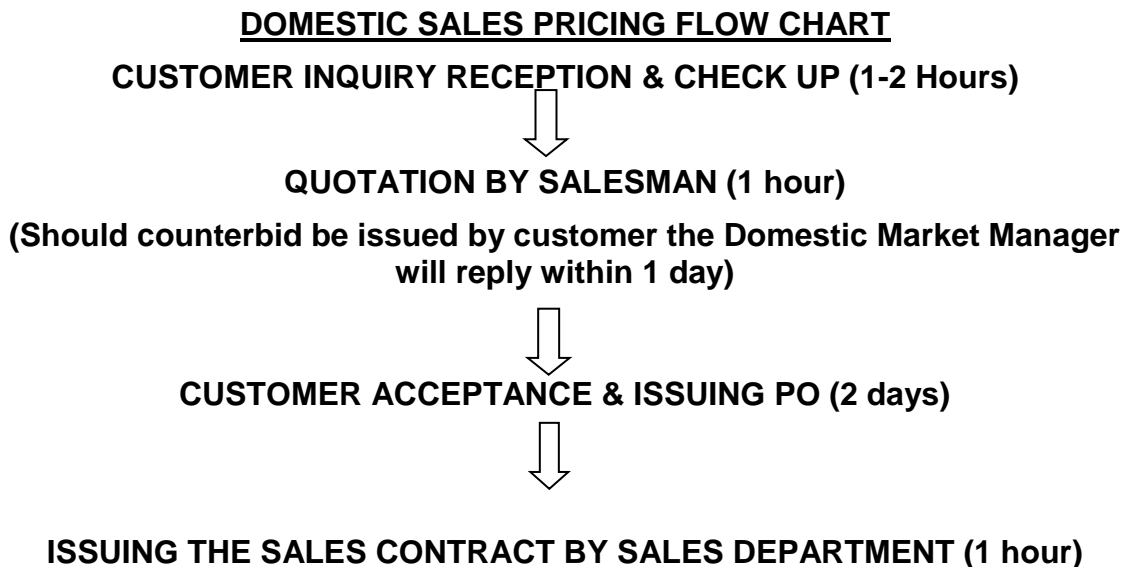 DOMESTIC SALES PRICING FLOW CHART
CUSTOMER INQUIRY RECEPTION & CHECK UP (1-2 Hours)
QUOTATION BY SALESMAN (1 hour)
(Should counterbid be issued by customer the Domestic Market Manager
will reply within 1 day)
CUSTOMER ACCEPTANCE & ISSUING PO (2 days)
ISSUING THE SALES CONTRACT BY SALES DEPARTMENT (1 hour)